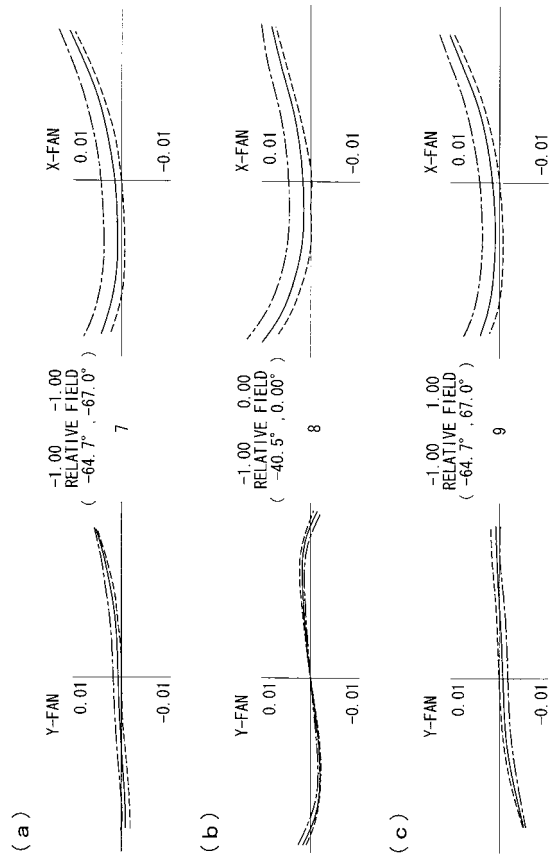 (a)
Y-FAN
0.01
-0.01
-1.00 -1.00
RELATIVE FIELD
( -64.7° , -67.0° )
7
X-FAN
0.01
-0.01
(b)
Y-FAN
0.01
-0.01
-1.00 0.00
RELATIVE FIELD
( -40.5° , 0.00° )
8
X-FAN
0.01
-0.01
(c)
Y-FAN
0.01
-0.01
-1.00 1.00
RELATIVE FIELD
( -64.7° , 67.0° )
9
X-FAN
0.01
-0.01